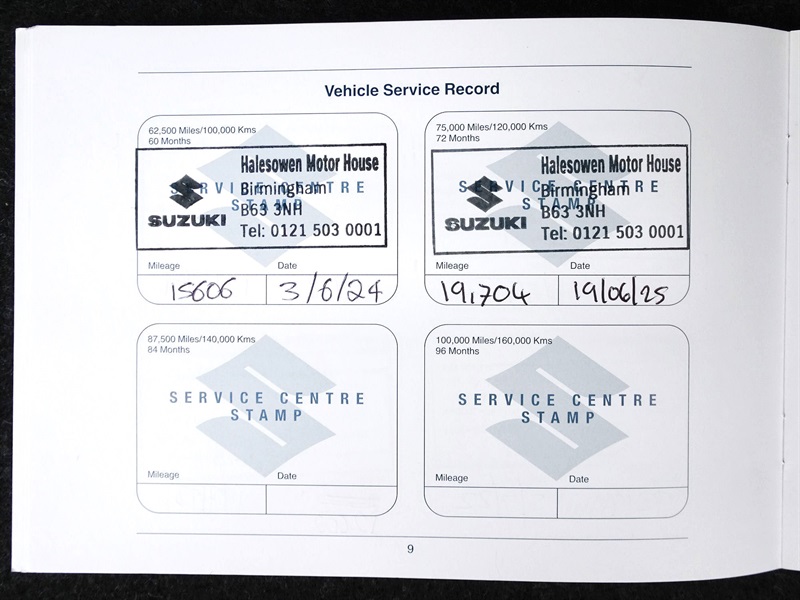 Vehicle Service Record
62,500 Miles/100,000 Kms
60 Months
SERVICE CENTRE
STAMP
Halesowen Motor House
Birmingham
B63 3NH
Tel: 0121 503 0001
SUZUKI
Mileage Date
15606 3/6/24
75,000 Miles/120,000 Kms
72 Months
SERVICE CENTRE
STAMP
Halesowen Motor House
Birmingham
B63 3NH
Tel: 0121 503 0001
SUZUKI
Mileage Date
19,704 19/06/25
87,500 Miles/140,000 Kms
84 Months
SERVICE CENTRE
STAMP
Mileage Date
100,000 Miles/160,000 Kms
96 Months
SERVICE CENTRE
STAMP
Mileage Date
9